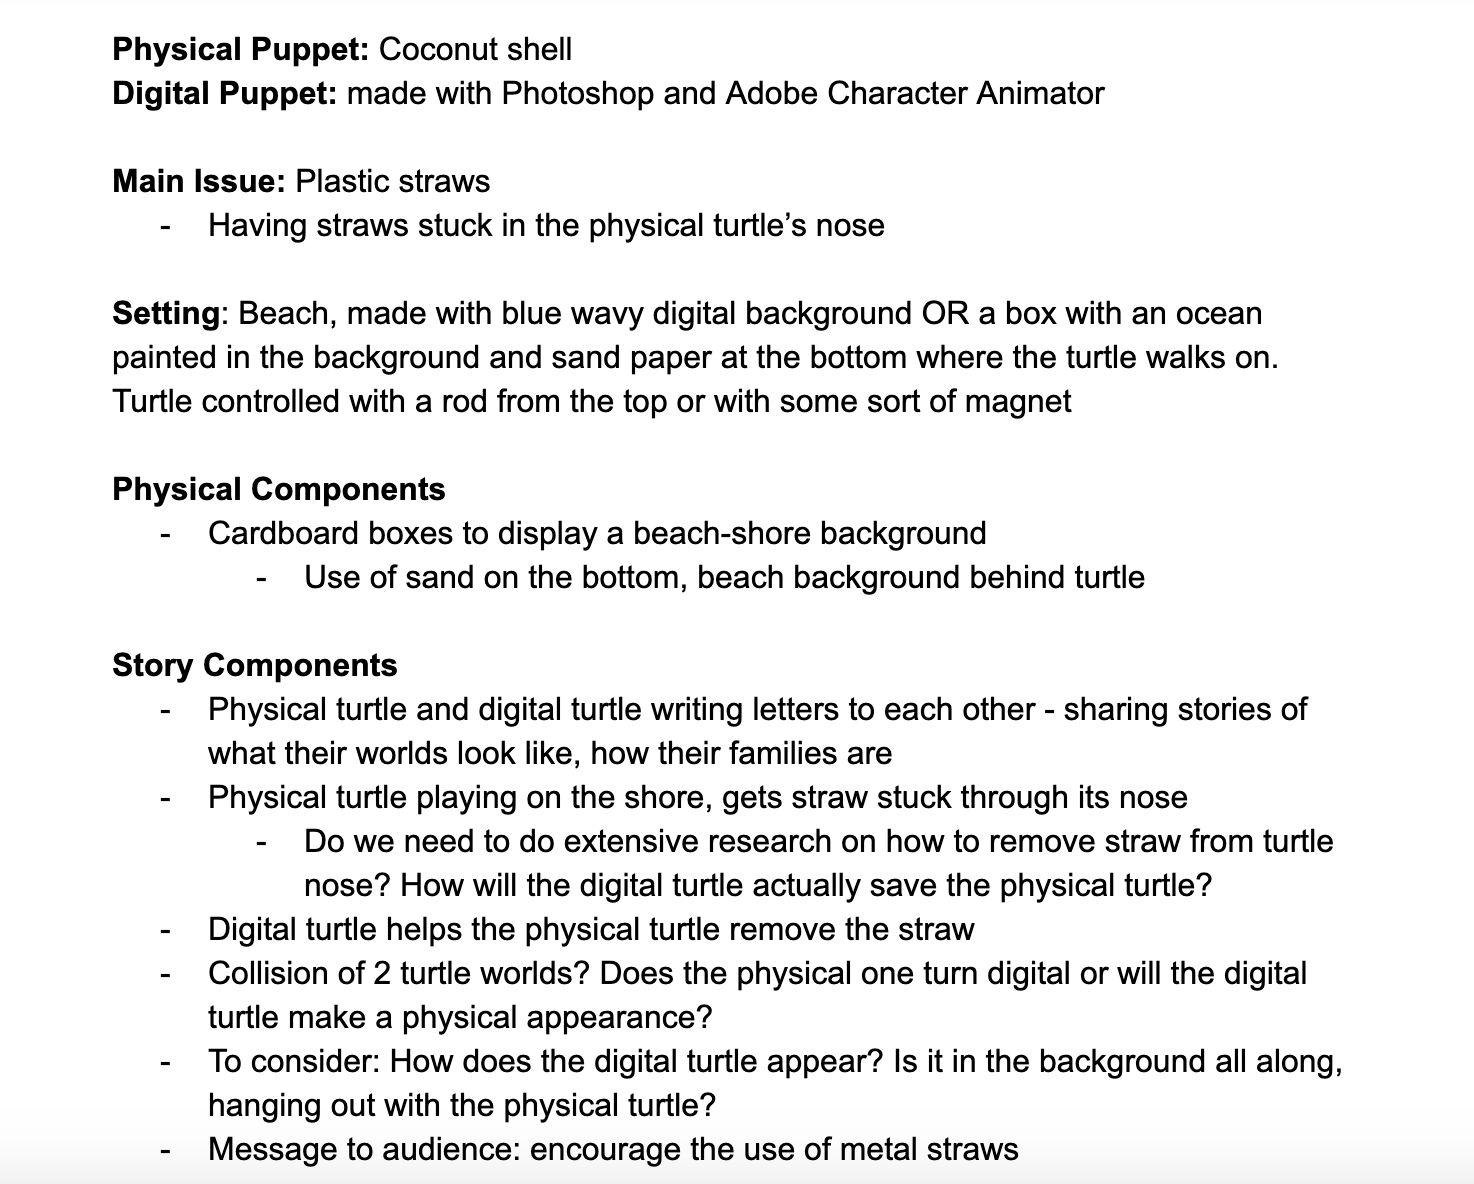 Physical Puppet: Coconut shell
Digital Puppet: made with Photoshop and Adobe Character Animator
Main Issue: Plastic straws
- Having straws stuck in the physical turtle’s nose
Setting: Beach, made with blue wavy digital background OR a box with an ocean
painted in the background and sand paper at the bottom where the turtle walks on.
Turtle controlled with a rod from the top or with some sort of magnet
Physical Components
- Cardboard boxes to display a beach-shore background
- Use of sand on the bottom, beach background behind turtle
Story Components
- Physical turtle and digital turtle writing letters to each other - sharing stories of
what their worlds look like, how their families are
- Physical turtle playing on the shore, gets straw stuck through its nose
- Do we need to do extensive research on how to remove straw from turtle
nose? How will the digital turtle actually save the physical turtle?
- Digital turtle helps the physical turtle remove the straw
- Collision of 2 turtle worlds? Does the physical one turn digital or will the digital
turtle make a physical appearance?
- To consider: How does the digital turtle appear? Is it in the background all along,
hanging out with the physical turtle?
- Message to audience: encourage the use of metal straws